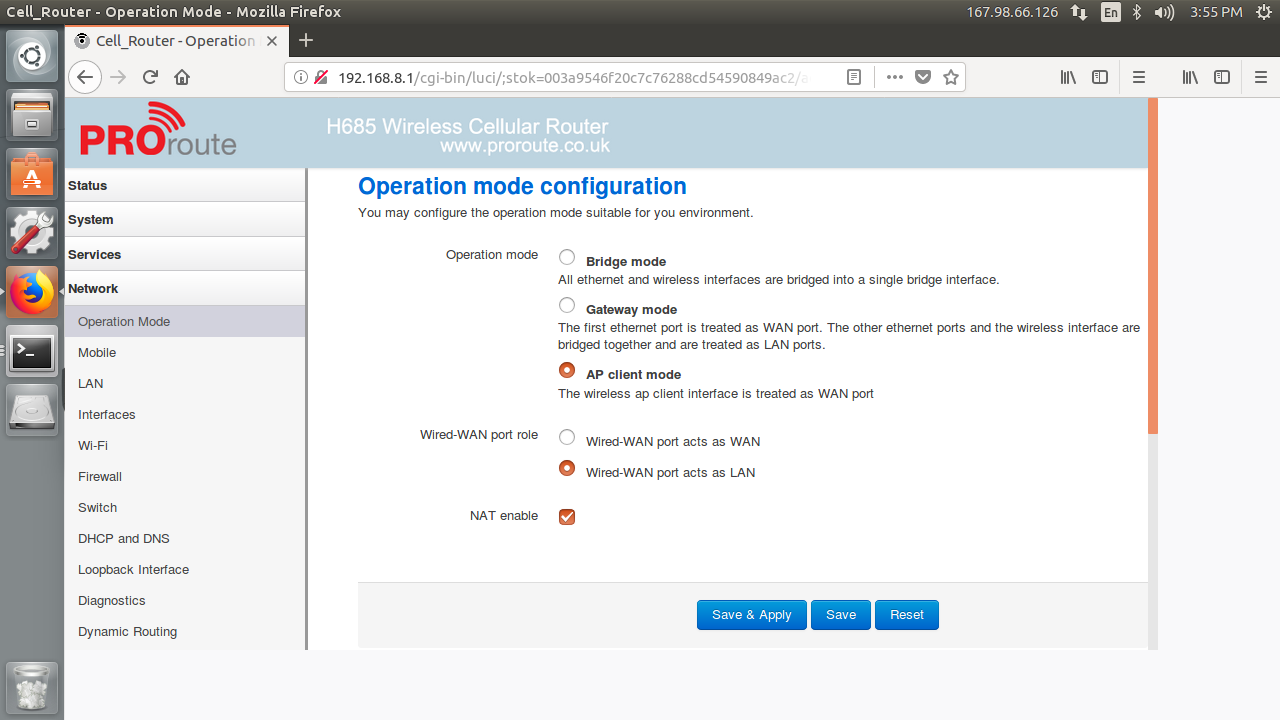 Cell_Router - Operation Mode - Mozilla Firefox
167.98.66.126 En 3:55 PM
Cell_Router - Operation
192.168.8.1/cgi-bin/luci/;stok=003a9546f20c7c76288cd54590849ac2/a
PROroute
H685 Wireless Cellular Router
www.proroute.co.uk
Status
System
Services
Network
Operation Mode
Mobile
LAN
Interfaces
Wi-Fi
Firewall
Switch
DHCP and DNS
Loopback Interface
Diagnostics
Dynamic Routing
Operation mode configuration
You may configure the operation mode suitable for you environment.
Operation mode
Bridge mode
All ethernet and wireless interfaces are bridged into a single bridge interface.
Gateway mode
The first ethernet port is treated as WAN port. The other ethernet ports and the wireless interface are
bridged together and are treated as LAN ports.
AP client mode
The wireless ap client interface is treated as WAN port
Wired-WAN port role
Wired-WAN port acts as WAN
Wired-WAN port acts as LAN
NAT enable
Save & Apply Save Reset